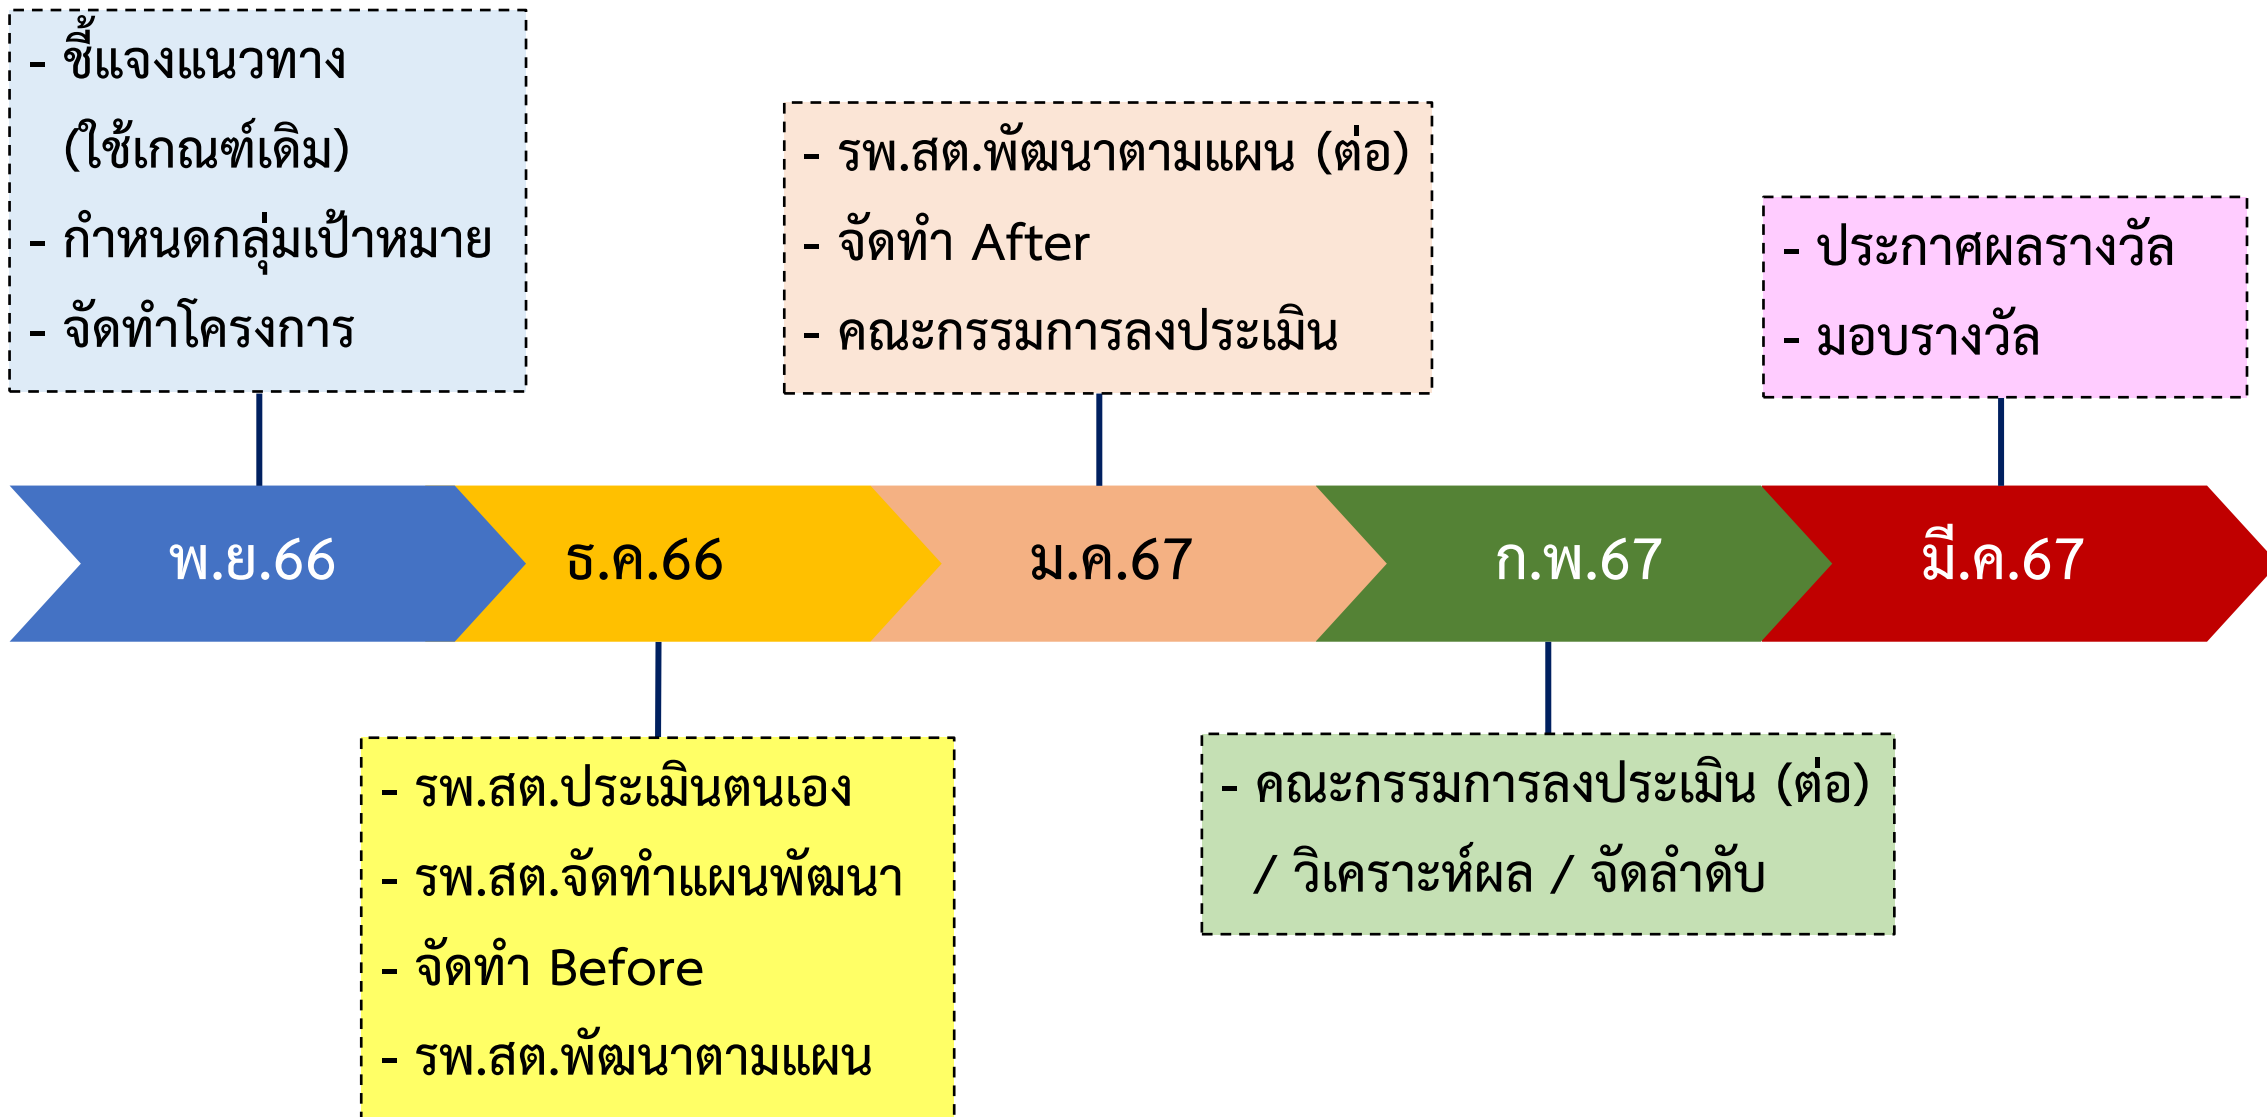 - ชี้แจงแนวทาง
(ใช้เกณฑ์เดิม)
- กำหนดกลุ่มเป้าหมาย
- จัดทำโครงการ
- รพ.สต.พัฒนาตามแผน (ต่อ)
- จัดทำ After
- คณะกรรมการลงประเมิน
- ประกาศผลรางวัล
- มอบรางวัล
พ.ย.66
ธ.ค.66
ม.ค.67
ก.พ.67
มี.ค.67
- รพ.สต.ประเมินตนเอง
- รพ.สต.จัดทำแผนพัฒนา
- จัดทำ Before
- รพ.สต.พัฒนาตามแผน
- คณะกรรมการลงประเมิน (ต่อ)
/ วิเคราะห์ผล / จัดลำดับ